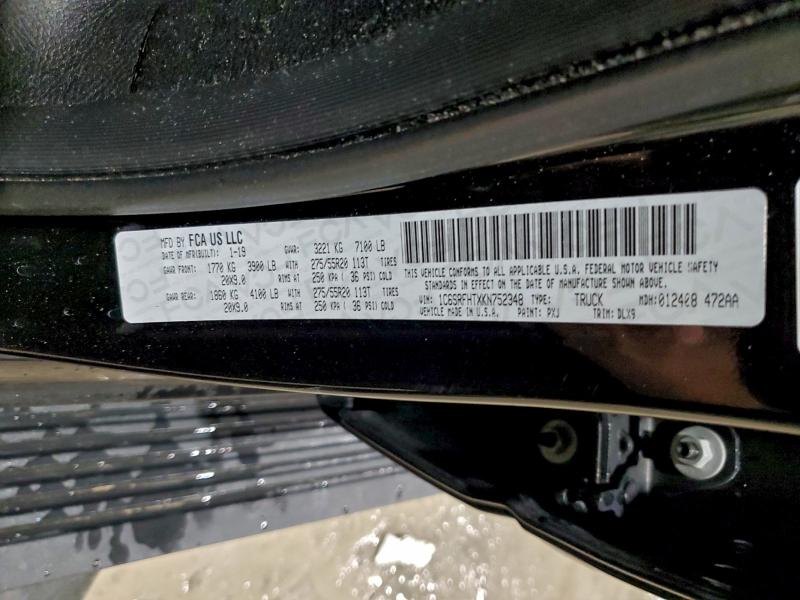 MFD BY FCA US LLC
DATE OF MFR(BUILT): 1-19 GVWR: 3221 KG 7100 LB
GAWR FRONT: 1770 KG 3900 LB WITH 275/55R20 113T TIRES
20X9.0 RIMS AT 250 KPA ( 36 PSI) COLD
GAWR REAR: 1860 KG 4100 LB WITH 275/55R20 113T TIRES
20X9.0 RIMS AT 250 KPA ( 36 PSI) COLD
THIS VEHICLE CONFORMS TO ALL APPLICABLE U.S.A. FEDERAL MOTOR VEHICLE SAFETY
STANDARDS IN EFFECT ON THE DATE OF MANUFACTURE SHOWN ABOVE.
VIN: 1C6SRFHTXKN752348 TYPE: TRUCK MDH: 012408 472AA
VEHICLE MADE IN U.S.A. PAINT: PXJ TRIM: DLX9